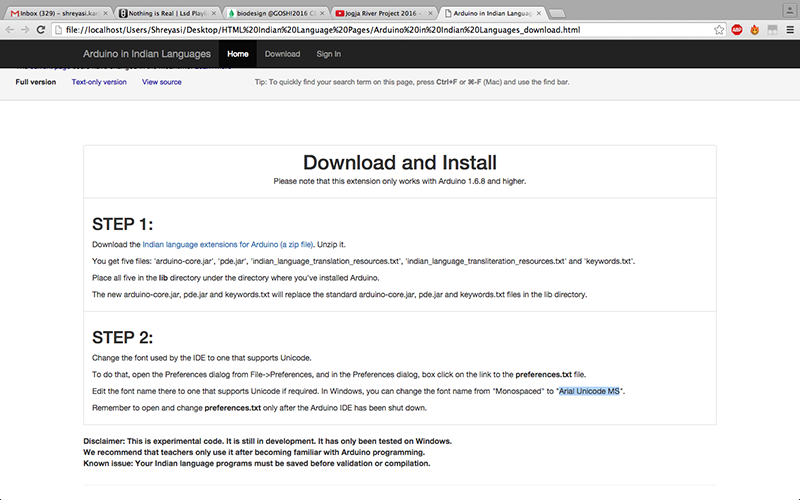 Inbox (329) – shreyasi.kar
Nothing is Real | Lsd Playli
biodesign @GOSH!2016 C
Jogja River Project 2016 -
Arduino in Indian Languag
Shreyasi
file://localhost/Users/Shreyasi/Desktop/HTML%20Indian%20Language%20Pages/Arduino%20in%20Indian%20Languages_download.html
Arduino in Indian Languages Home Download Sign In
Full version Text-only version View source Tip: To quickly find your search term on this page, press Ctrl+F or ⌘-F (Mac) and use the find bar.
Download and Install
Please note that this extension only works with Arduino 1.6.8 and higher.
STEP 1:
Download the Indian language extensions for Arduino (a zip file). Unzip it.
You get five files: 'arduino-core.jar', 'pde.jar', 'indian_language_translation_resources.txt', 'indian_language_transliteration_resources.txt' and 'keywords.txt'.
Place all five in the lib directory under the directory where you've installed Arduino.
The new arduino-core.jar, pde.jar and keywords.txt will replace the standard arduino-core.jar, pde.jar and keywords.txt files in the lib directory.
STEP 2:
Change the font used by the IDE to one that supports Unicode.
To do that, open the Preferences dialog from File->Preferences, and in the Preferences dialog, box click on the link to the preferences.txt file.
Edit the font name there to one that supports Unicode if required. In Windows, you can change the font name from "Monospaced" to "Arial Unicode MS".
Remember to open and change preferences.txt only after the Arduino IDE has been shut down.
Disclaimer: This is experimental code. It is still in development. It has only been tested on Windows.
We recommend that teachers only use it after becoming familiar with Arduino programming.
Known issue: Your Indian language programs must be saved before validation or compilation.